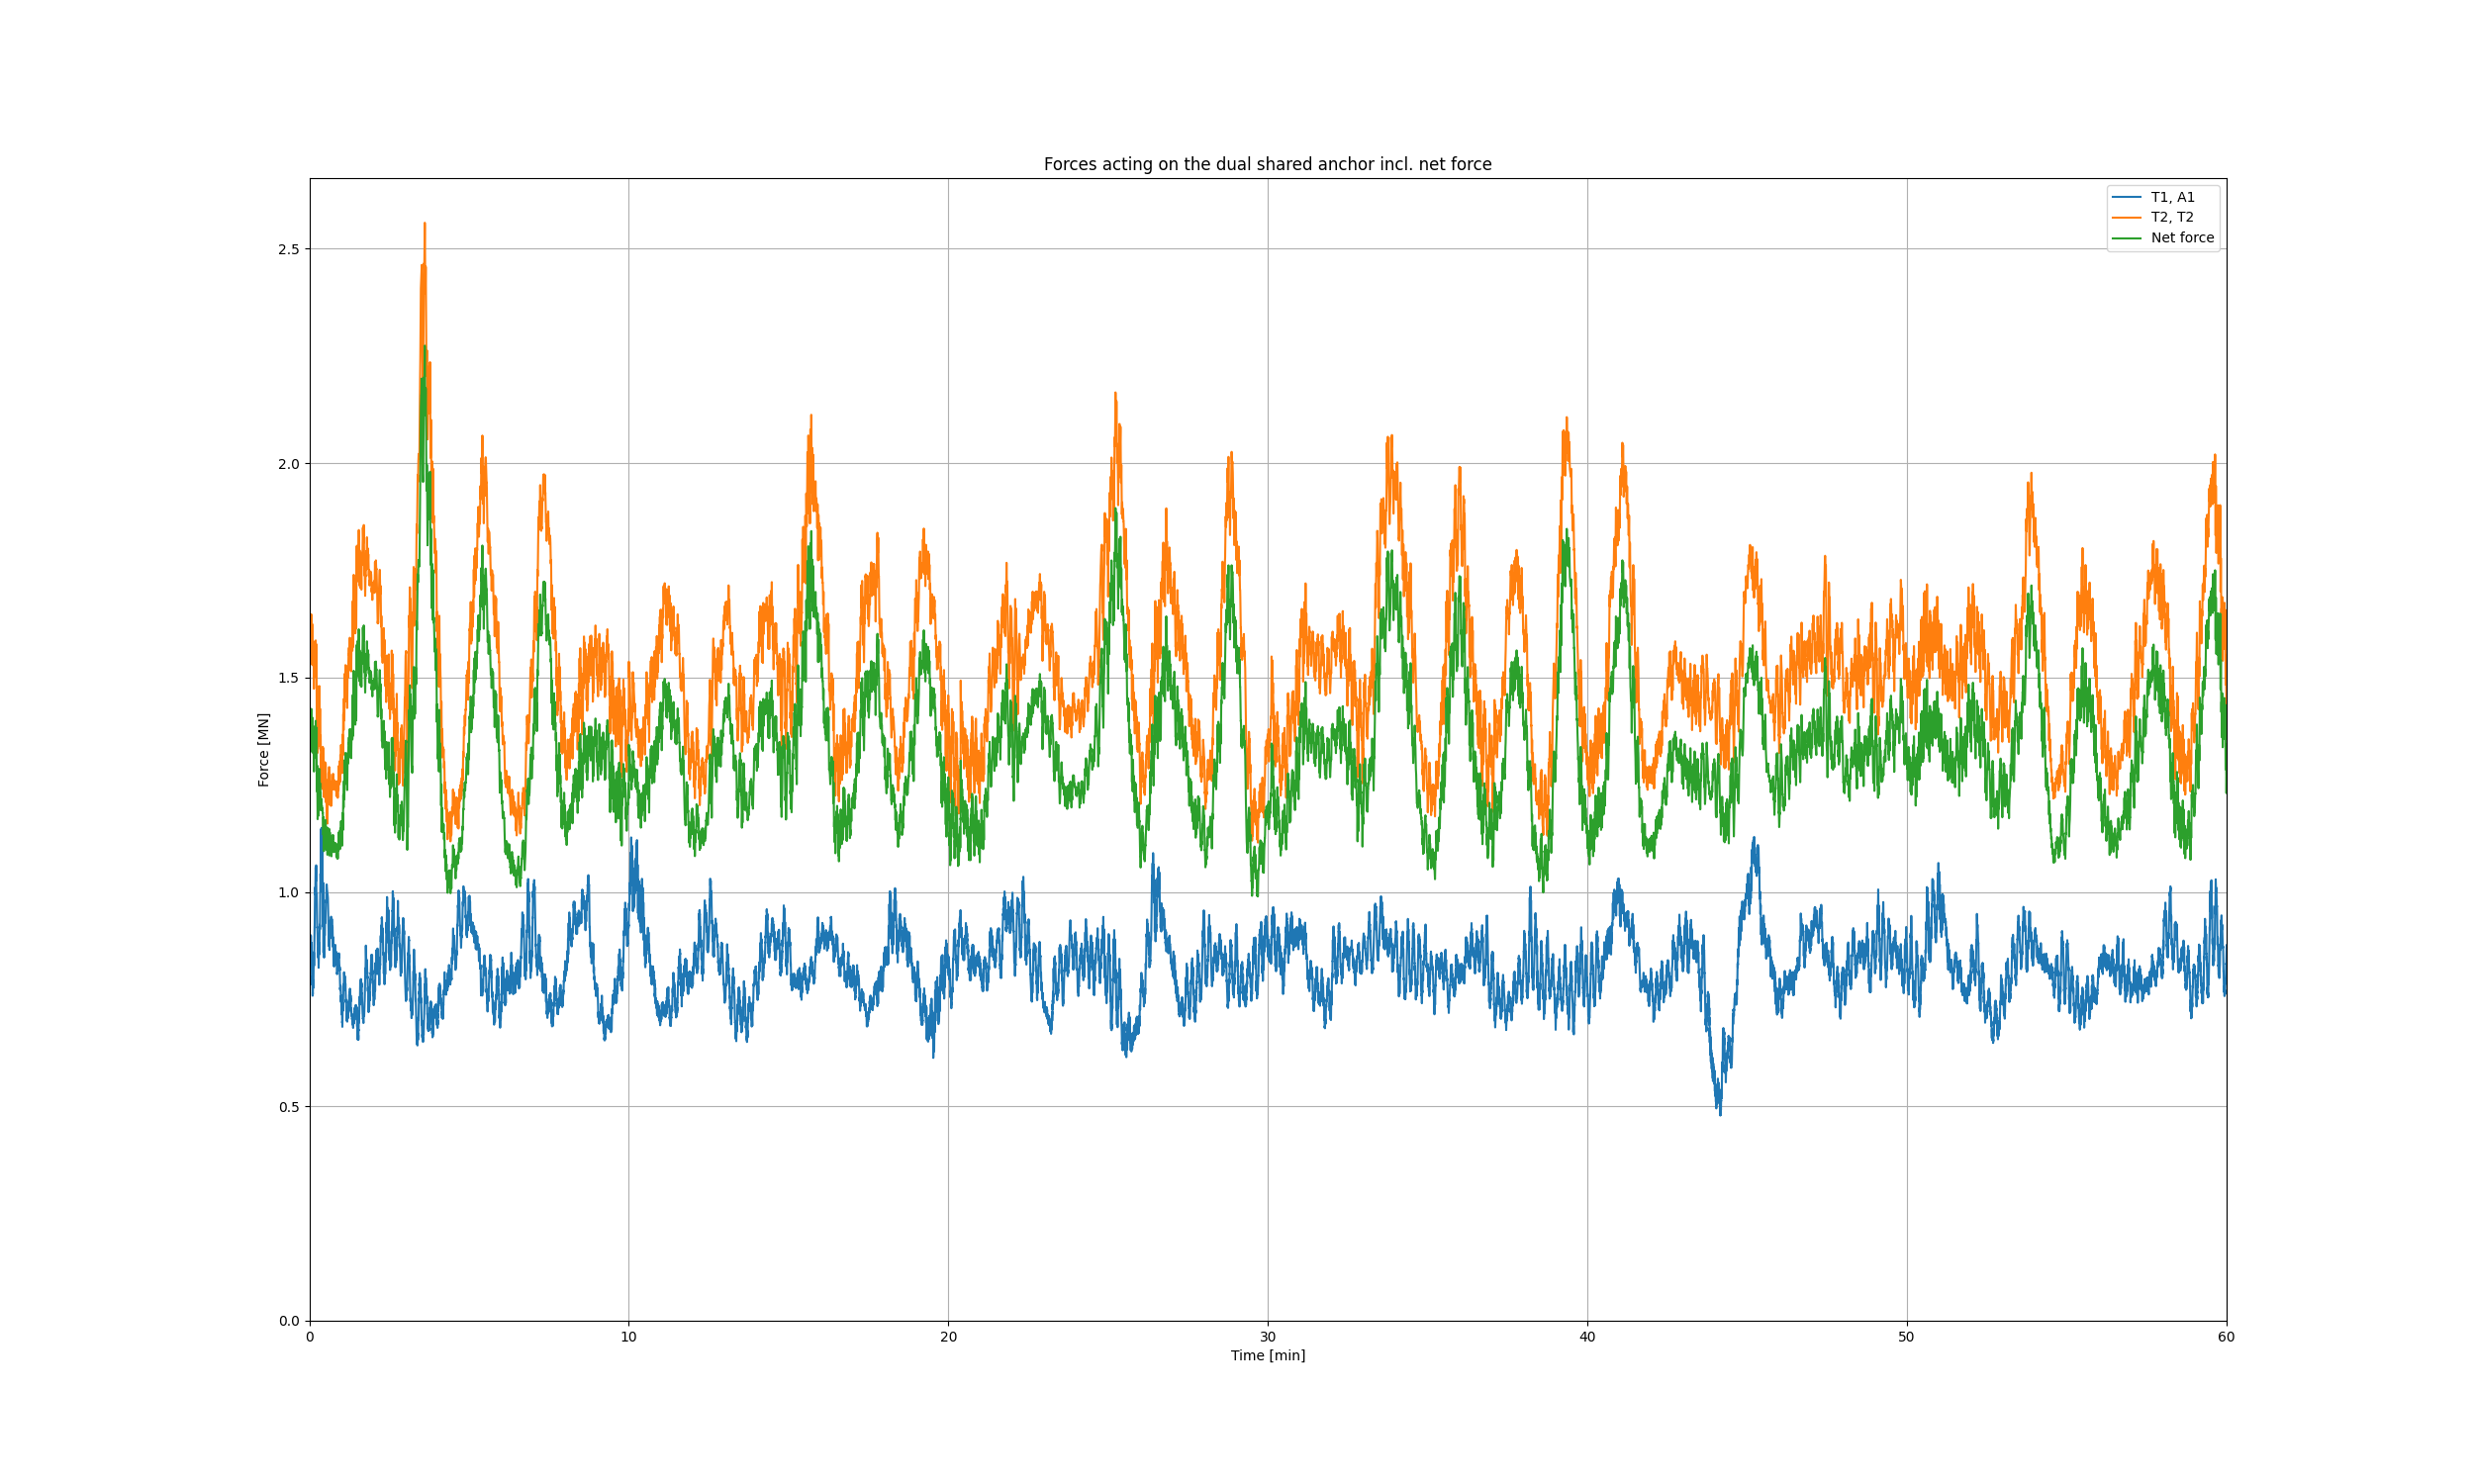 Forces acting on the dual shared anchor incl. net force
T1, A1
T2, T2
Net force
Force [MN]
2.5
2.0
1.5
1.0
0.5
0.0
0
10
20
30
40
50
60
Time [min]